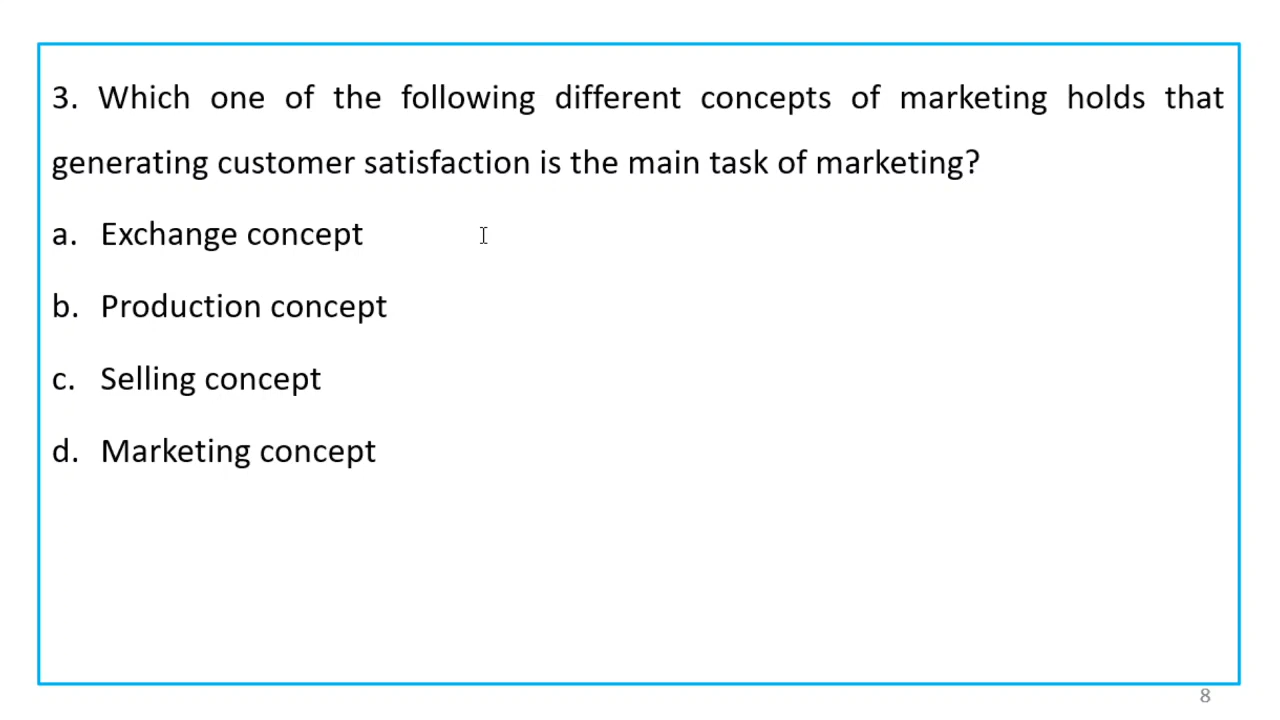 3. Which one of the following different concepts of marketing holds that
generating customer satisfaction is the main task of marketing?
a. Exchange concept
b. Production concept
c. Selling concept
d. Marketing concept
8